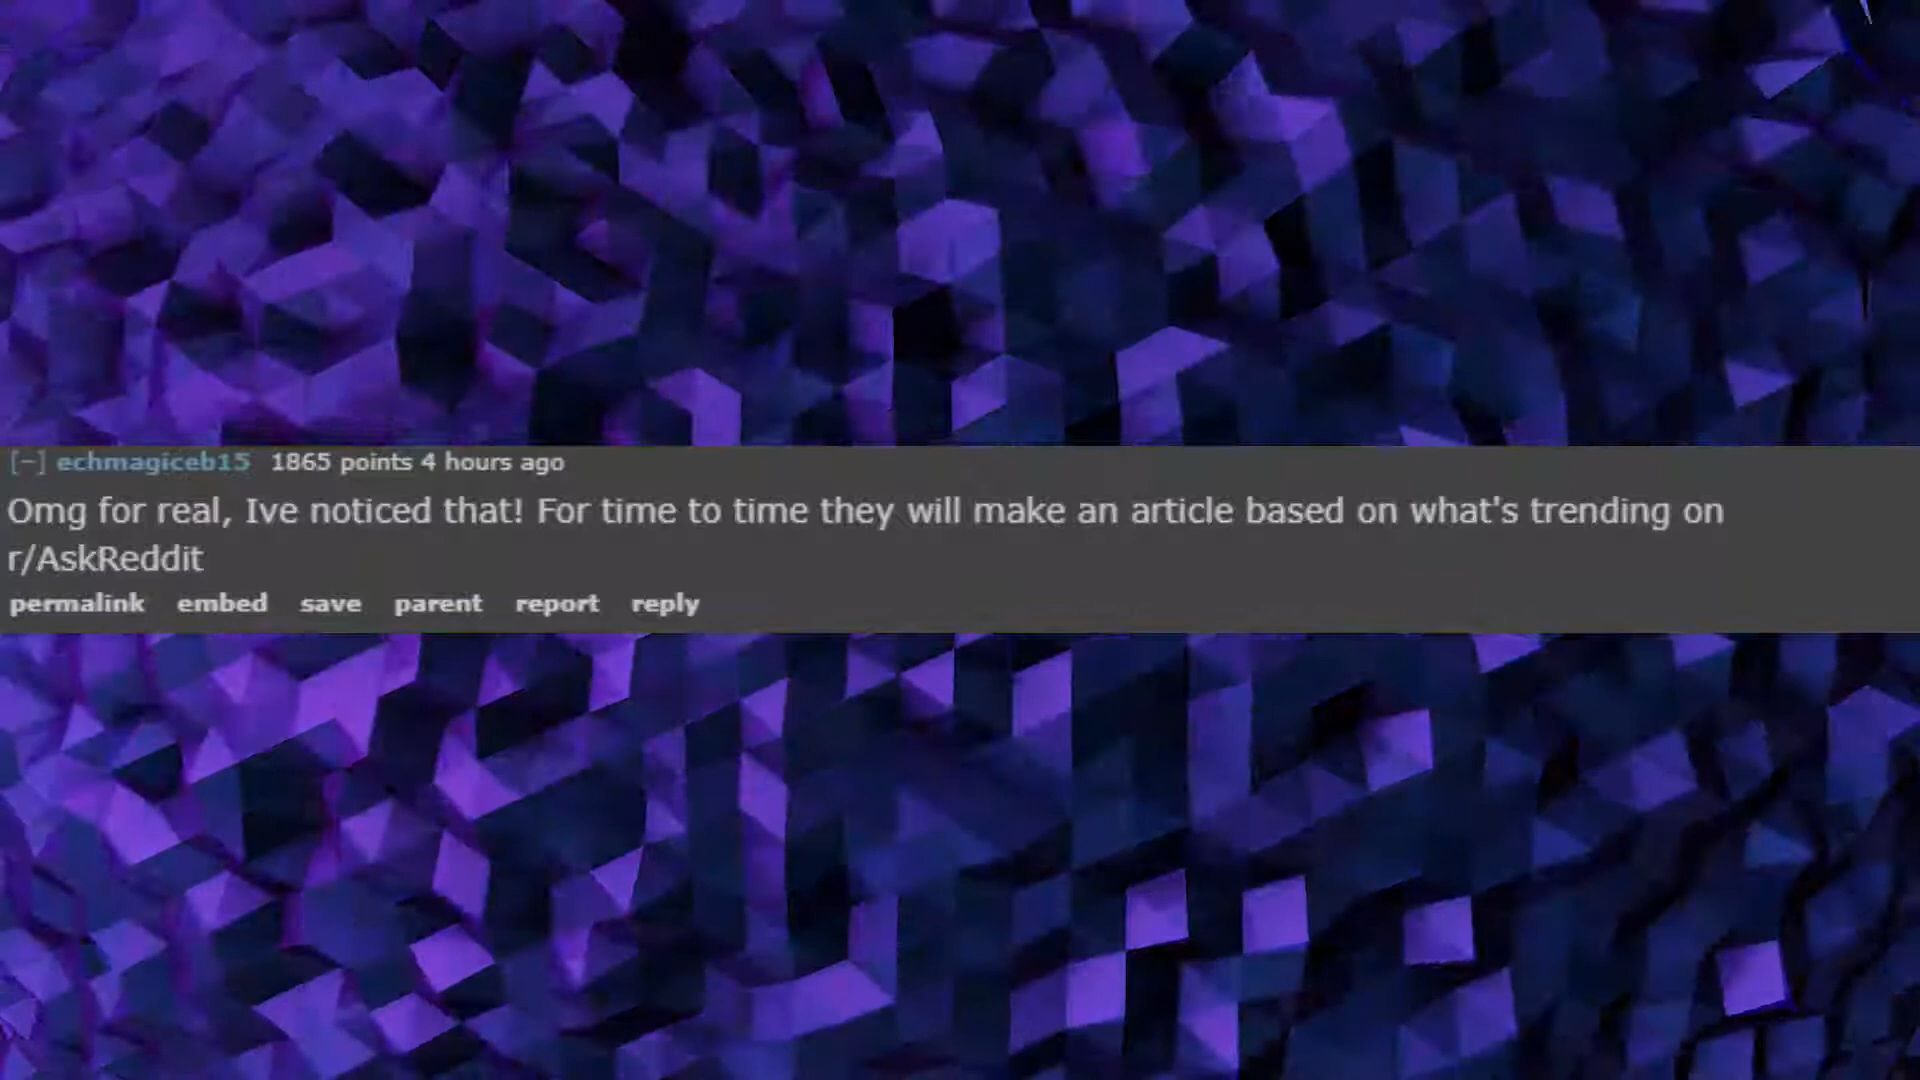 [−] echmagiceb15 1865 points 4 hours ago
Omg for real, Ive noticed that! For time to time they will make an article based on what's trending on
r/AskReddit
permalink embed save parent report reply